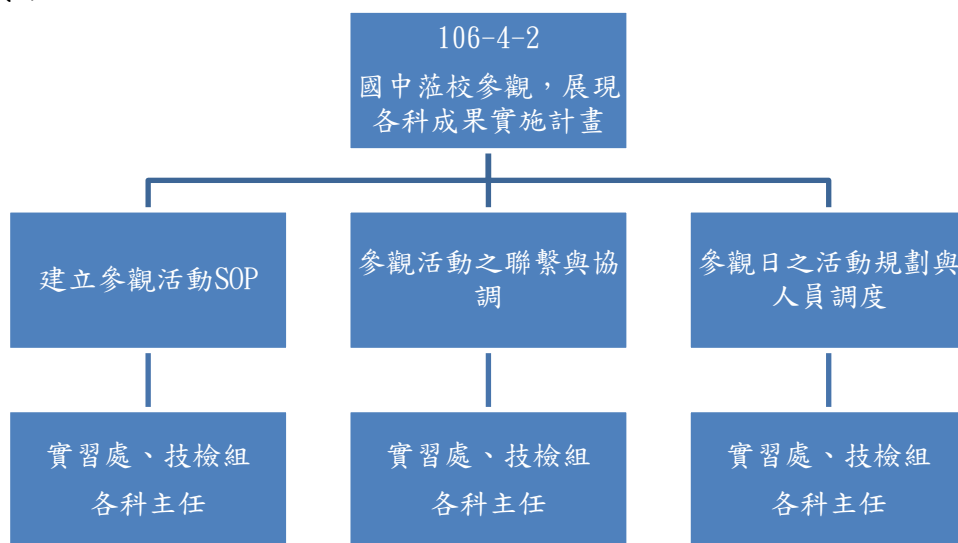 106-4-2
國中蒞校參觀，展現
各科成果實施計畫
建立參觀活動SOP
參觀活動之聯繫與協
調
參觀日之活動規劃與
人員調度
實習處、技檢組
各科主任
實習處、技檢組
各科主任
實習處、技檢組
各科主任